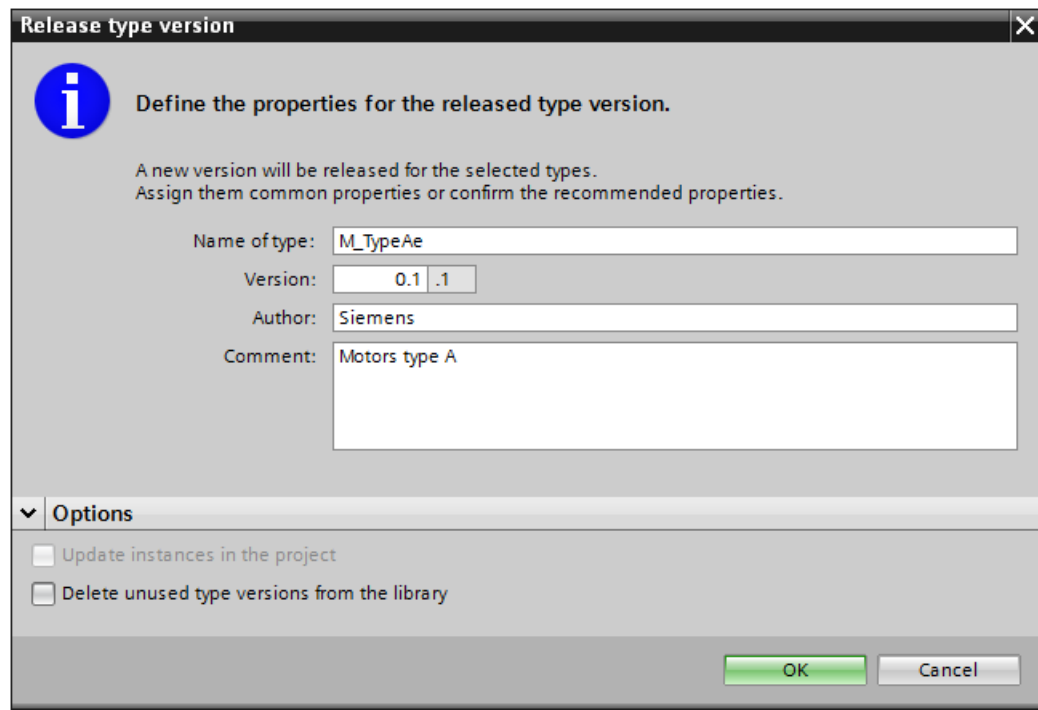 Release type version
Define the properties for the released type version.
A new version will be released for the selected types.
Assign them common properties or confirm the recommended properties.
Name of type: M_TypeAe
Version: 0.1 .1
Author: Siemens
Comment: Motors type A
Options
Update instances in the project
Delete unused type versions from the library
OK Cancel